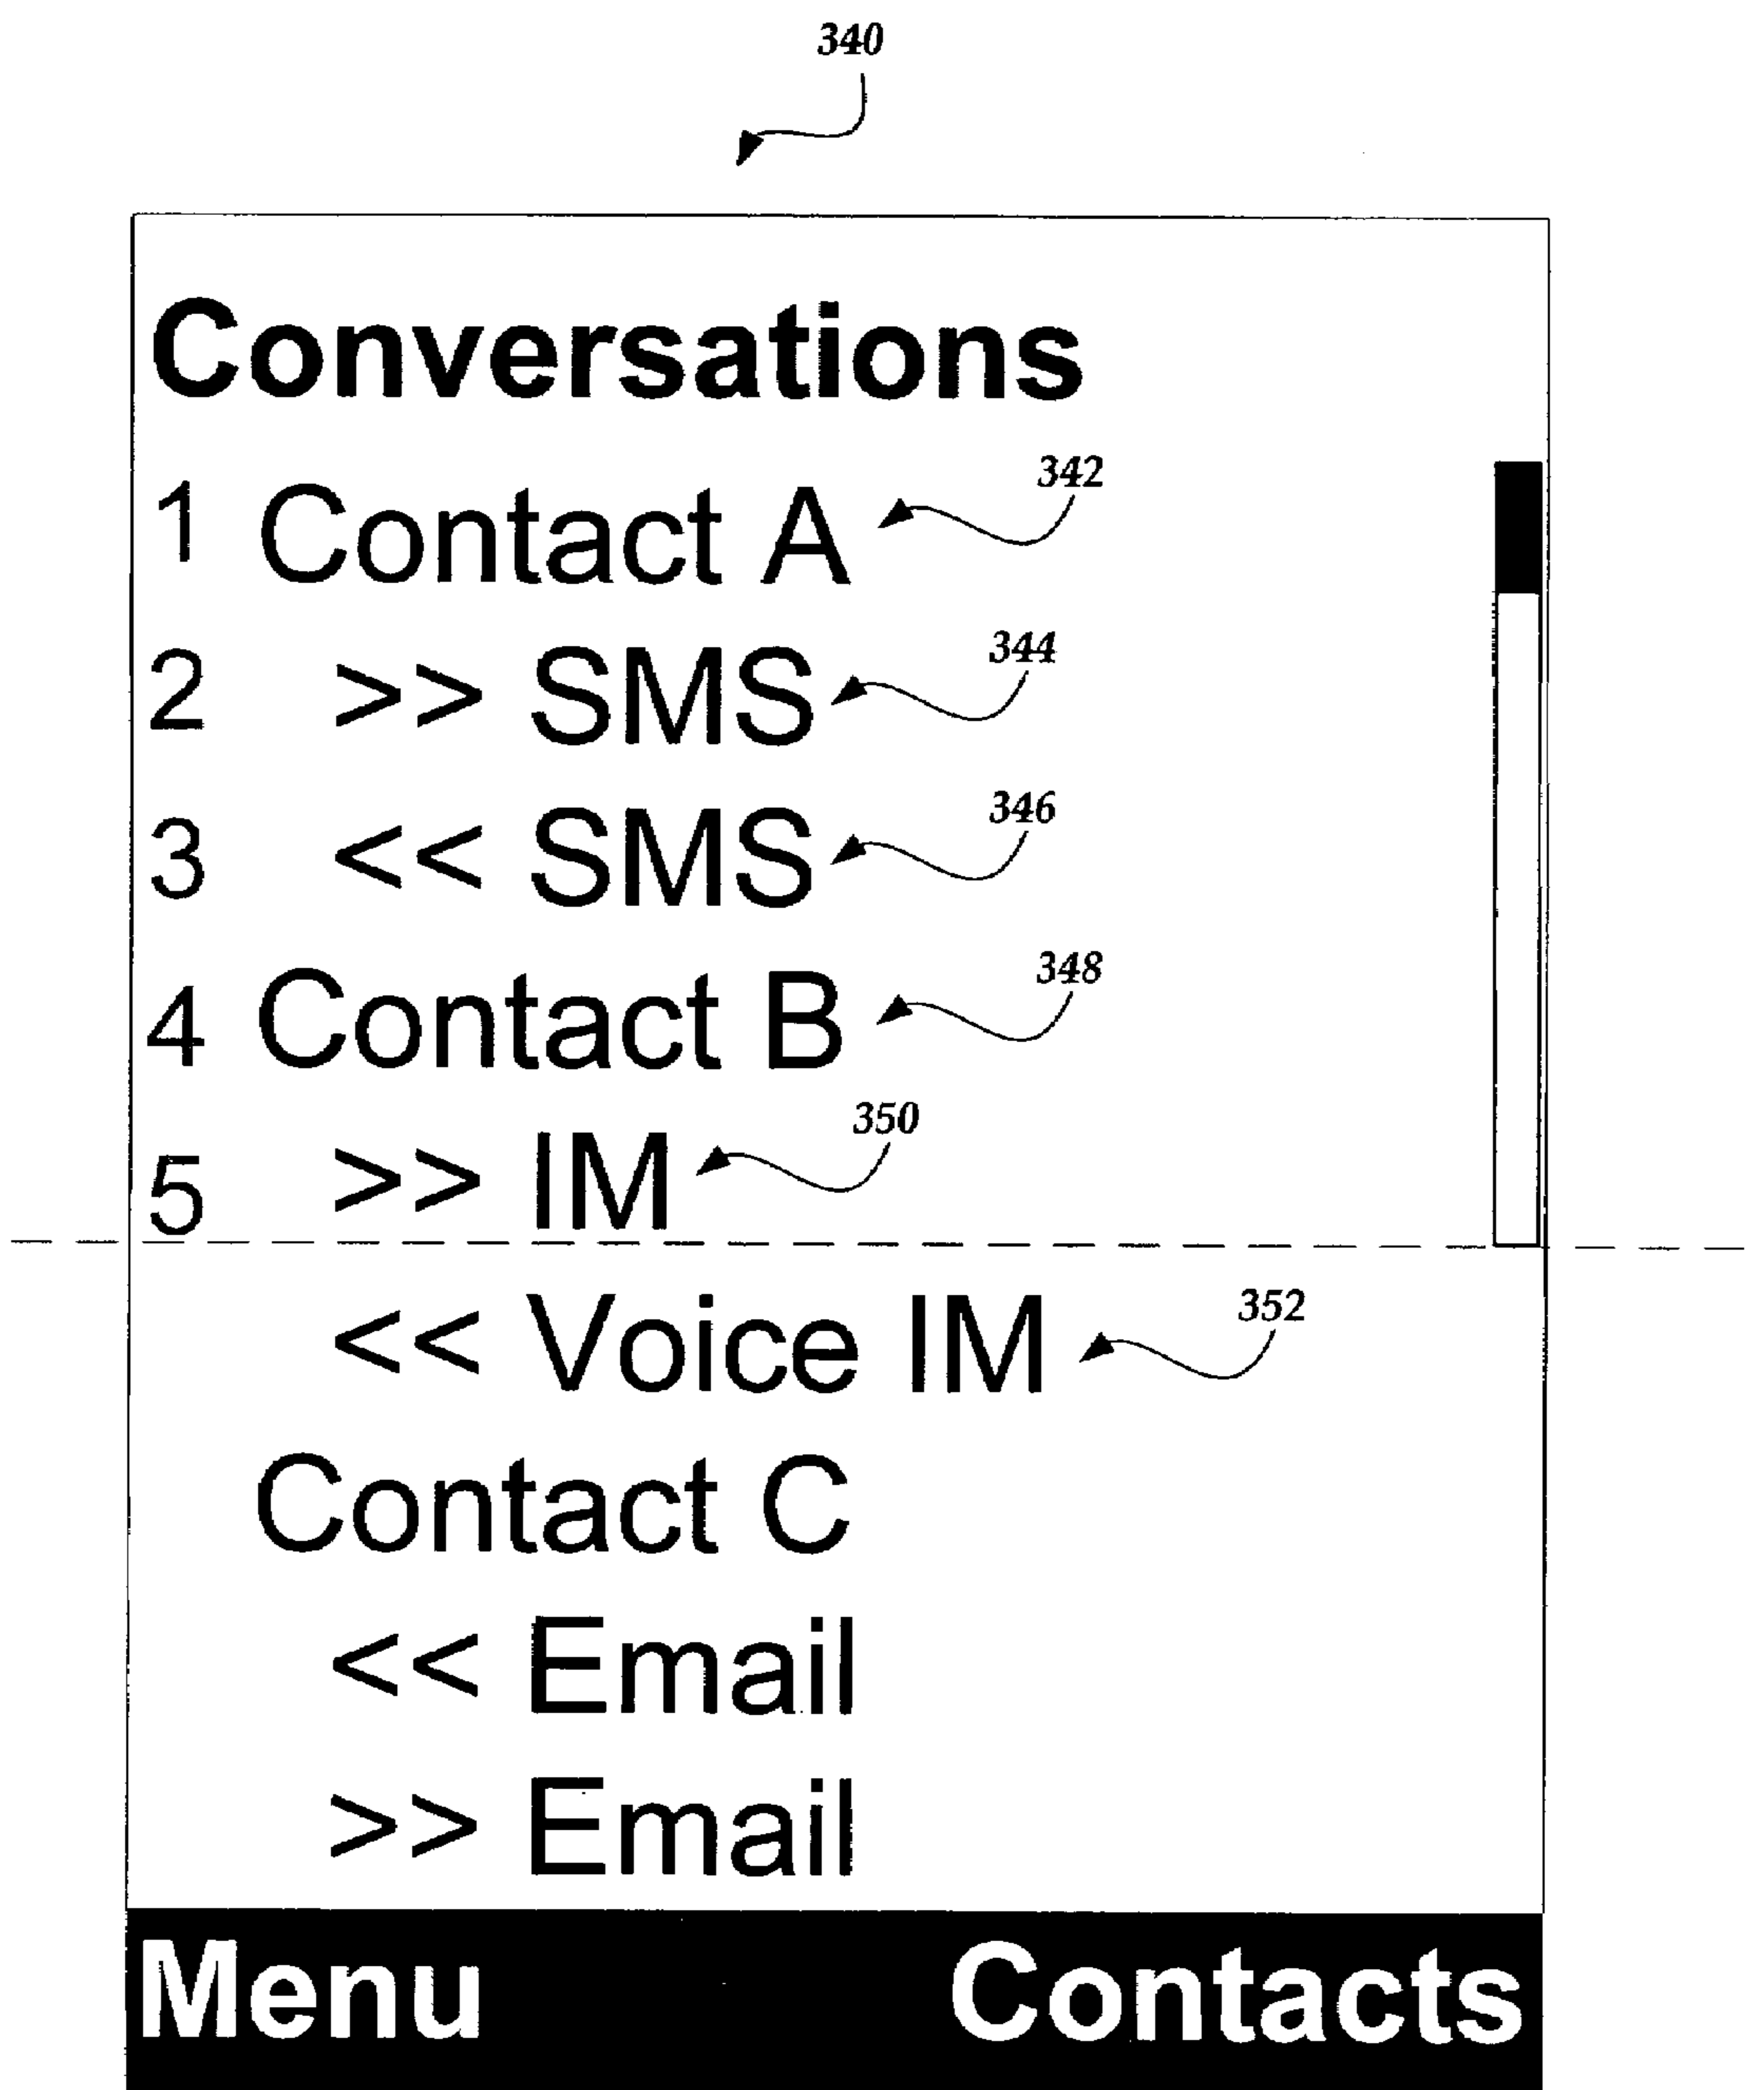 340
Conversations
1 Contact A 342
2 >> SMS 344
3 << SMS 346
4 Contact B 348
5 >> IM 350
<< Voice IM 352
Contact C
<< Email
>> Email
Menu Contacts